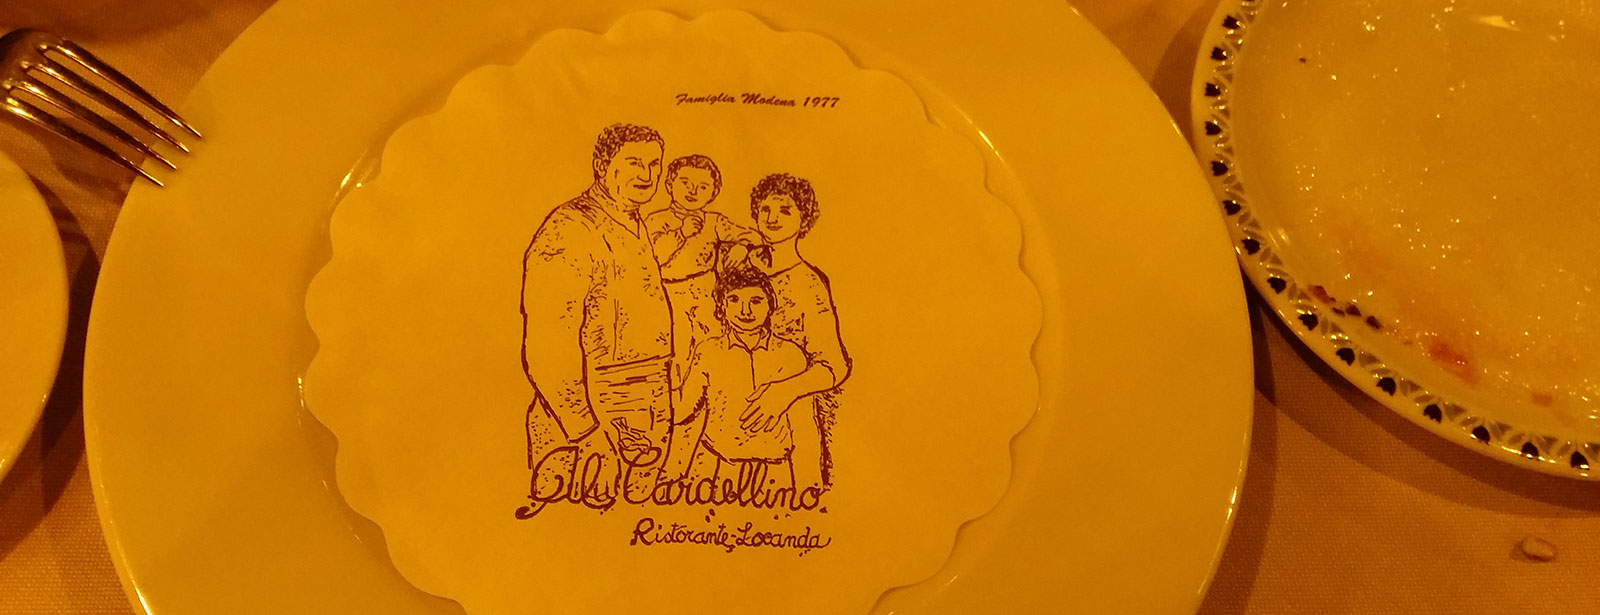 Famiglia Modena 1977
Al Cardellino
Ristorante-Locanda